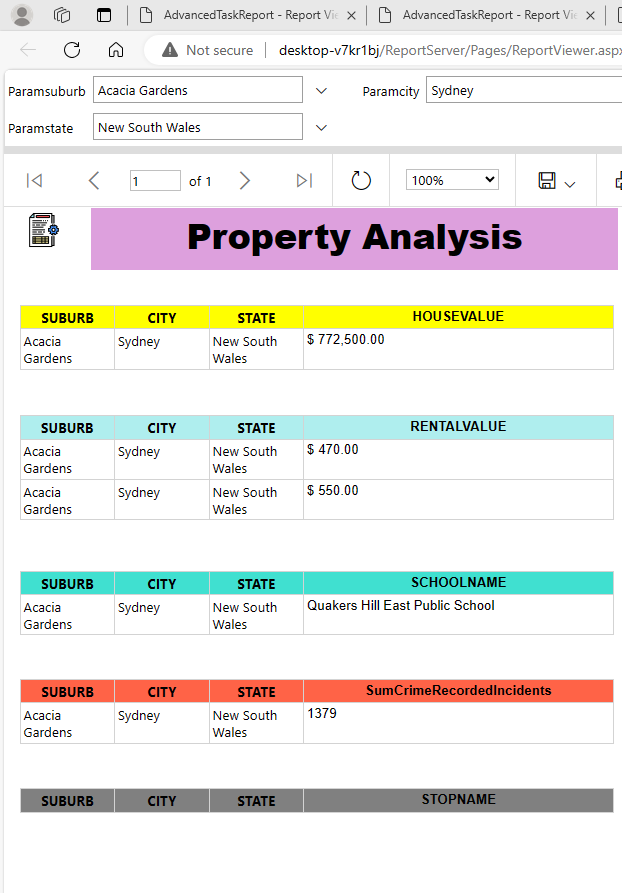 AdvancedTaskReport - Report Vie
AdvancedTaskReport - Report Vie
Not secure desktop-v7kr1bj/ReportServer/Pages/ReportViewer.aspx
Paramsuburb Acacia Gardens Paramcity Sydney
Paramstate New South Wales
1 of 1 100%
Property Analysis
SUBURB CITY STATE HOUSEVALUE
Acacia Sydney New South $ 772,500.00
Gardens Wales
SUBURB CITY STATE RENTALVALUE
Acacia Sydney New South $ 470.00
Gardens Wales
Acacia Sydney New South $ 550.00
Gardens Wales
SUBURB CITY STATE SCHOOLNAME
Acacia Sydney New South Quakers Hill East Public School
Gardens Wales
SUBURB CITY STATE SumCrimeRecordedIncidents
Acacia Sydney New South 1379
Gardens Wales
SUBURB CITY STATE STOPNAME